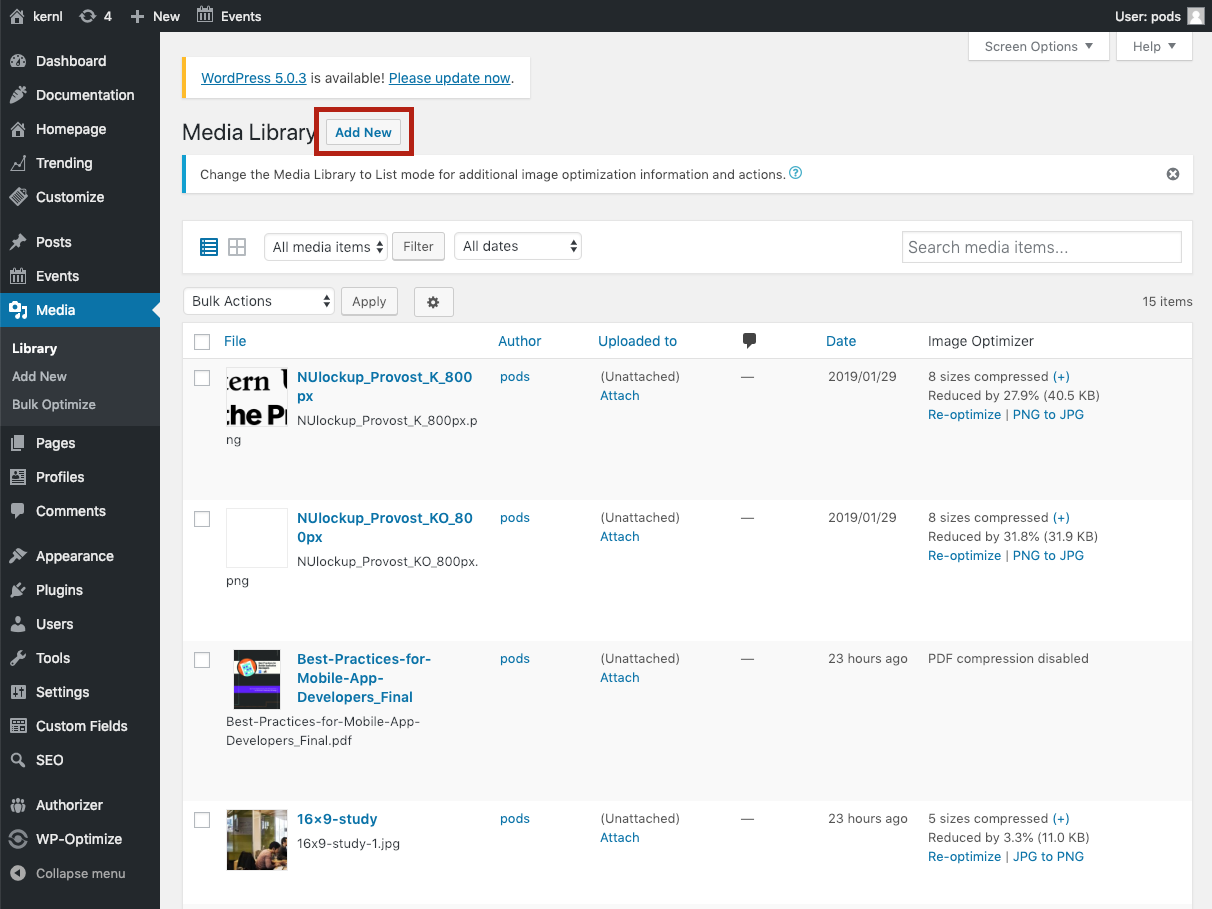 kernl 4 New Events User: pods
Screen Options Help
Dashboard
Documentation
Homepage
Trending
Customize
Posts
Events
Media
Library
Add New
Bulk Optimize
Pages
Profiles
Comments
Appearance
Plugins
Users
Tools
Settings
Custom Fields
SEO
Authorizer
WP-Optimize
Collapse menu
WordPress 5.0.3 is available! Please update now.
Media Library Add New
Change the Media Library to List mode for additional image optimization information and actions. ?
All media items Filter All dates Search media items...
Bulk Actions Apply 15 items
File Author Uploaded to Date Image Optimizer
ern
the P
NUlockup_Provost_K_800
px
NUlockup_Provost_K_800px.p
ng
pods
(Unattached)
Attach
—
2019/01/29
8 sizes compressed (+)
Reduced by 27.9% (40.5 KB)
Re-optimize | PNG to JPG
NUlockup_Provost_KO_80
0px
NUlockup_Provost_KO_800px.
png
pods
(Unattached)
Attach
—
2019/01/29
8 sizes compressed (+)
Reduced by 31.8% (31.9 KB)
Re-optimize | PNG to JPG
Best-Practices-for-
Mobile-App-
Developers_Final
Best-Practices-for-Mobile-App-
Developers_Final.pdf
pods
(Unattached)
Attach
—
23 hours ago
PDF compression disabled
16×9-study
16x9-study-1.jpg
pods
(Unattached)
Attach
—
23 hours ago
5 sizes compressed (+)
Reduced by 3.3% (11.0 KB)
Re-optimize | JPG to PNG